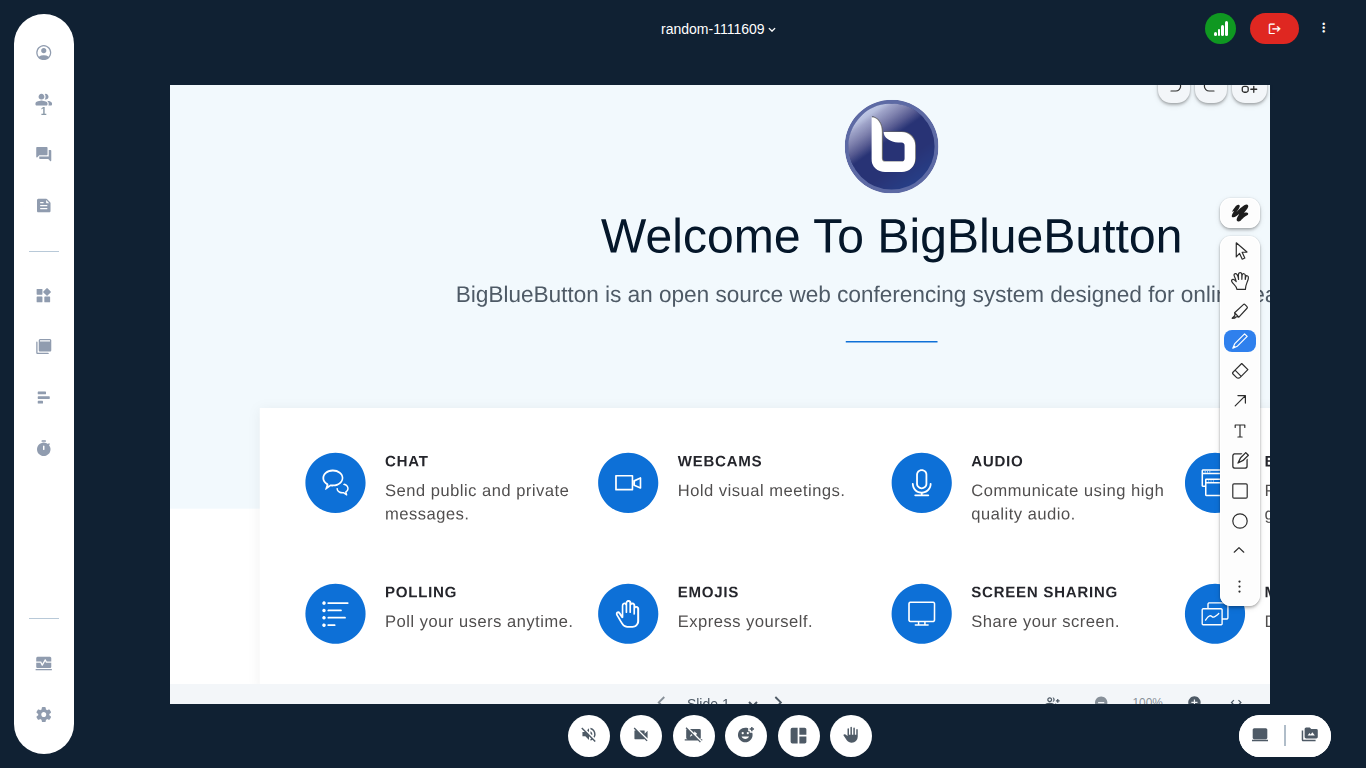 random-1111609
1
Welcome To BigBlueButton
BigBlueButton is an open source web conferencing system designed for
CHAT
Send public and private
messages.
WEBCAMS
Hold visual meetings.
AUDIO
Communicate using high
quality audio.
POLLING
Poll your users anytime.
EMOJIS
Express yourself.
SCREEN SHARING
Share your screen.
Slide 1
100%